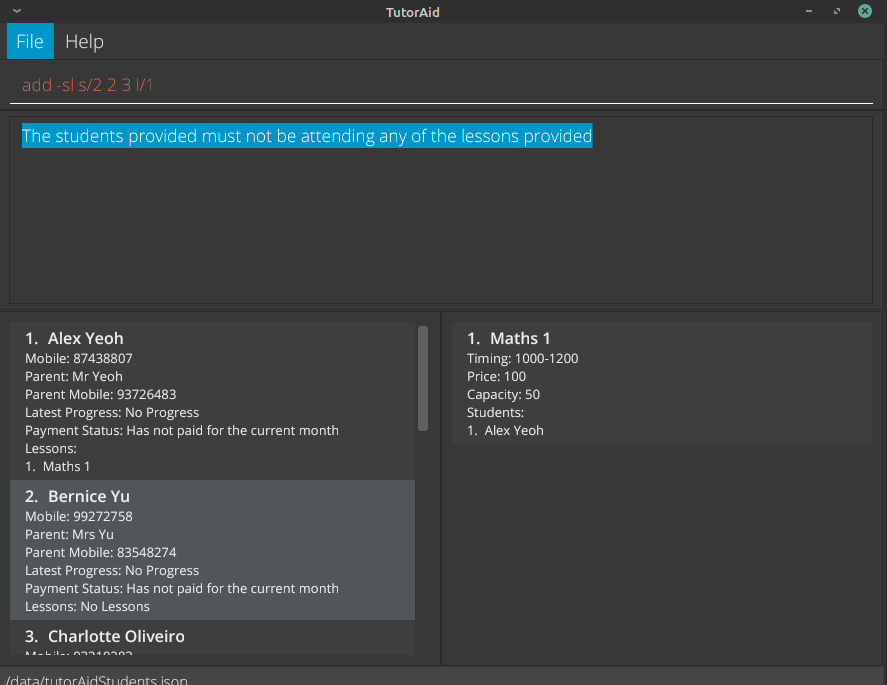 TutorAid
File Help
add -sl s/2 2 3 l/1
The students provided must not be attending any of the lessons provided
1. Alex Yeoh
Mobile: 87438807
Parent: Mr Yeoh
Parent Mobile: 93726483
Latest Progress: No Progress
Payment Status: Has not paid for the current month
Lessons:
1. Maths 1
2. Bernice Yu
Mobile: 99272758
Parent: Mrs Yu
Parent Mobile: 83548274
Latest Progress: No Progress
Payment Status: Has not paid for the current month
Lessons: No Lessons
3. Charlotte Oliveiro
Mobile: 93210283
1. Maths 1
Timing: 1000-1200
Price: 100
Capacity: 50
Students:
1. Alex Yeoh
/data/tutorAidStudents.json